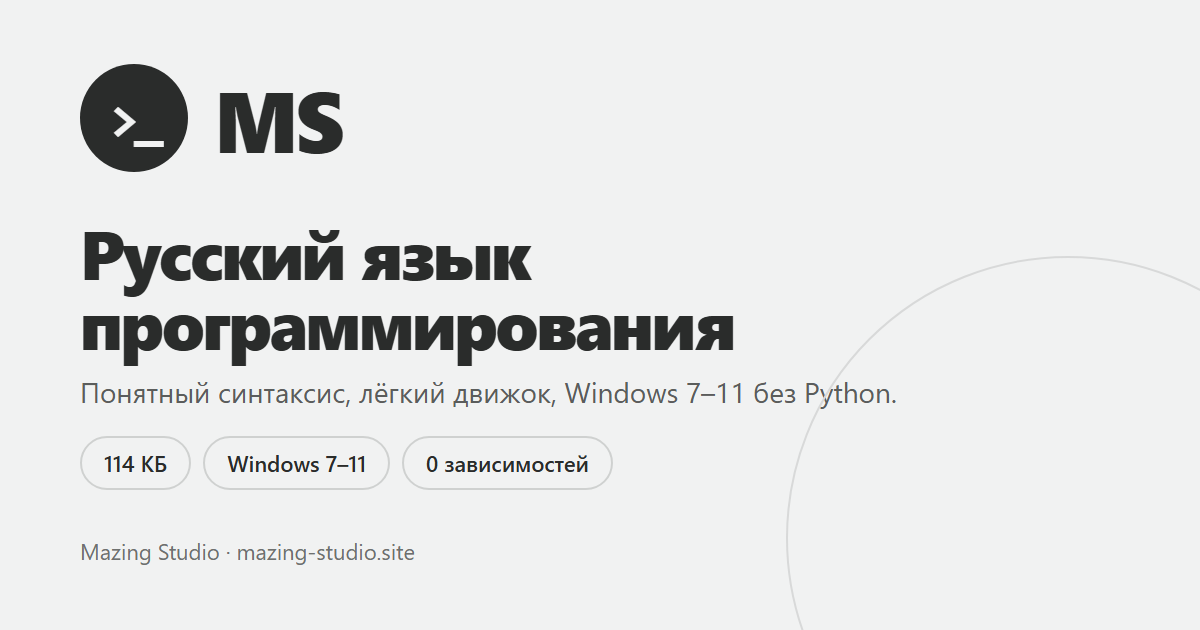 >_ MS
Русский язык
программирования
Понятный синтаксис, лёгкий движок, Windows 7–11 без Python.
114 КБ
Windows 7–11
0 зависимостей
Mazing Studio · mazing-studio.site